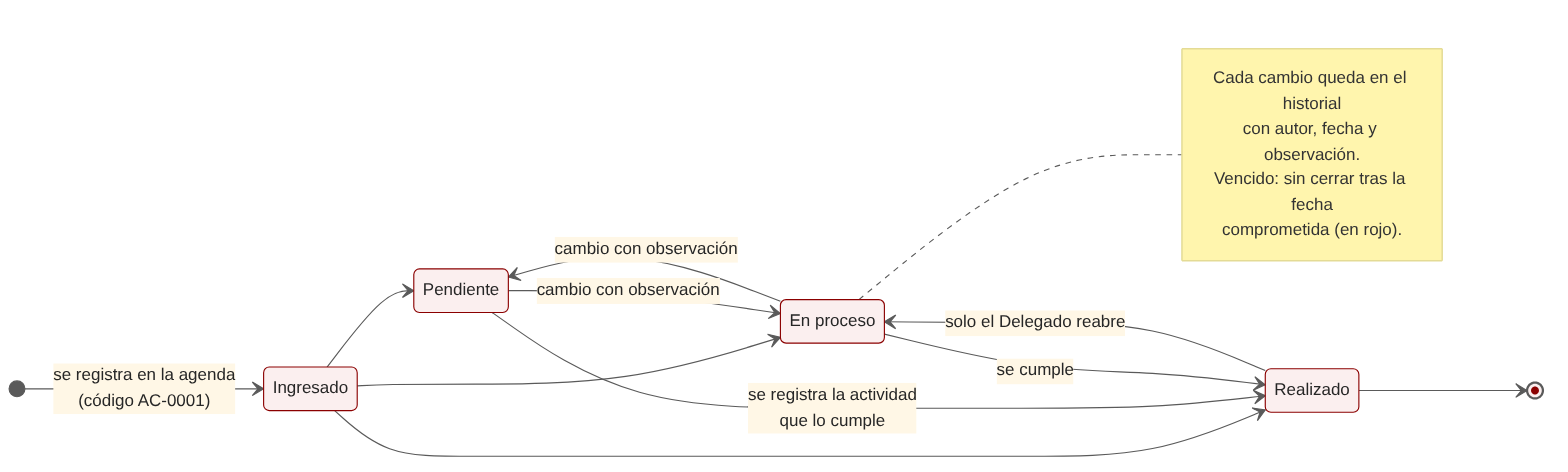 Cada cambio queda en el
historial
con autor, fecha y
observación.
Vencido: sin cerrar tras la
fecha
comprometida (en rojo).
cambio con observación
Pendiente
cambio con observación
En proceso
solo el Delegado reabre
se registra en la agenda
(código AC-0001)
Ingresado
se cumple
Realizado
se registra la actividad
que lo cumple